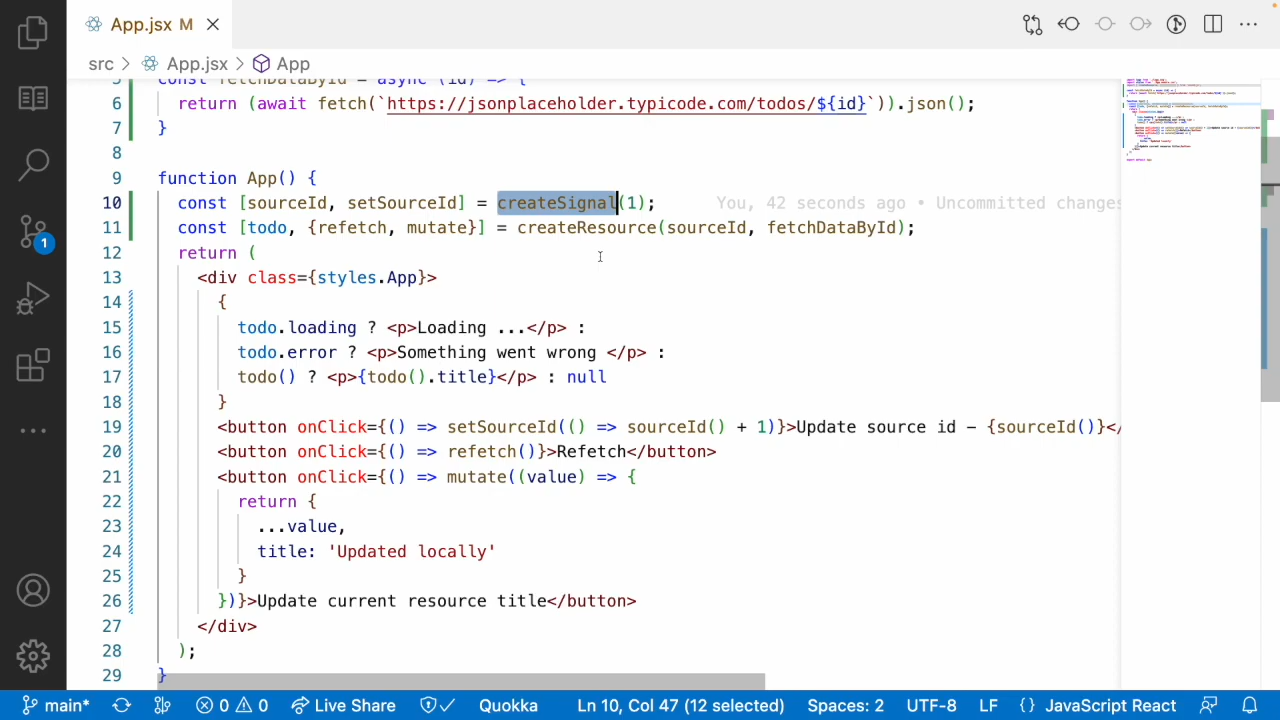 App.jsx M
src > App.jsx > App
5 const fetchDataById = async (id) => {
6 return (await fetch(`https://jsonplaceholder.typicode.com/todos/${id}`)).json();
7 }
8
9 function App() {
10 const [sourceId, setSourceId] = createSignal(1); You, 42 seconds ago • Uncommitted changes
11 const [todo, {refetch, mutate}] = createResource(sourceId, fetchDataById);
12 return (
13 <div class={styles.App}>
14 {
15 todo.loading ? <p>Loading ...</p> :
16 todo.error ? <p>Something went wrong </p> :
17 todo() ? <p>{todo().title}</p> : null
18 }
19 <button onClick={() => setSourceId(() => sourceId() + 1)}>Update source id – {sourceId()}</
20 <button onClick={() => refetch()}>Refetch</button>
21 <button onClick={() => mutate((value) => {
22 return {
23 ...value,
24 title: 'Updated locally'
25 }
26 })}>Update current resource title</button>
27 </div>
28 );
29 }
1
main* 0 0 Live Share Quokka Ln 10, Col 47 (12 selected) Spaces: 2 UTF-8 LF {} JavaScript React